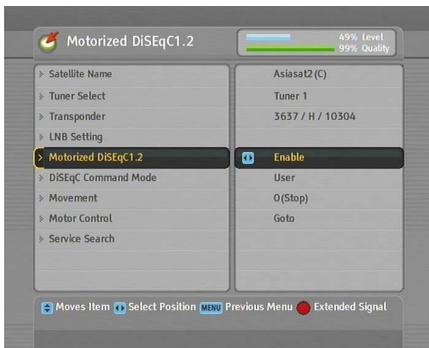 Motorized DiSEqC1.2
49% Level
99% Quality
Satellite Name Asiasat2(C)
Tuner Select Tuner 1
Transponder 3637 / H / 10304
LNB Setting
Motorized DiSEqC1.2 Enable
DiSEqC Command Mode User
Movement 0(Stop)
Motor Control Goto
Service Search
Moves Item Select Position MENU Previous Menu Extended Signal